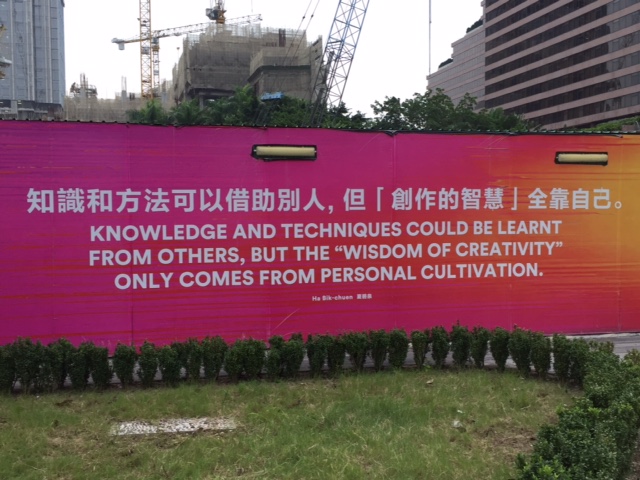 知識和方法可以借助別人，但「創作的智慧」全靠自己。
KNOWLEDGE AND TECHNIQUES COULD BE LEARNT
FROM OTHERS, BUT THE “WISDOM OF CREATIVITY”
ONLY COMES FROM PERSONAL CULTIVATION.
Ha Bik-chuen 夏碧泉